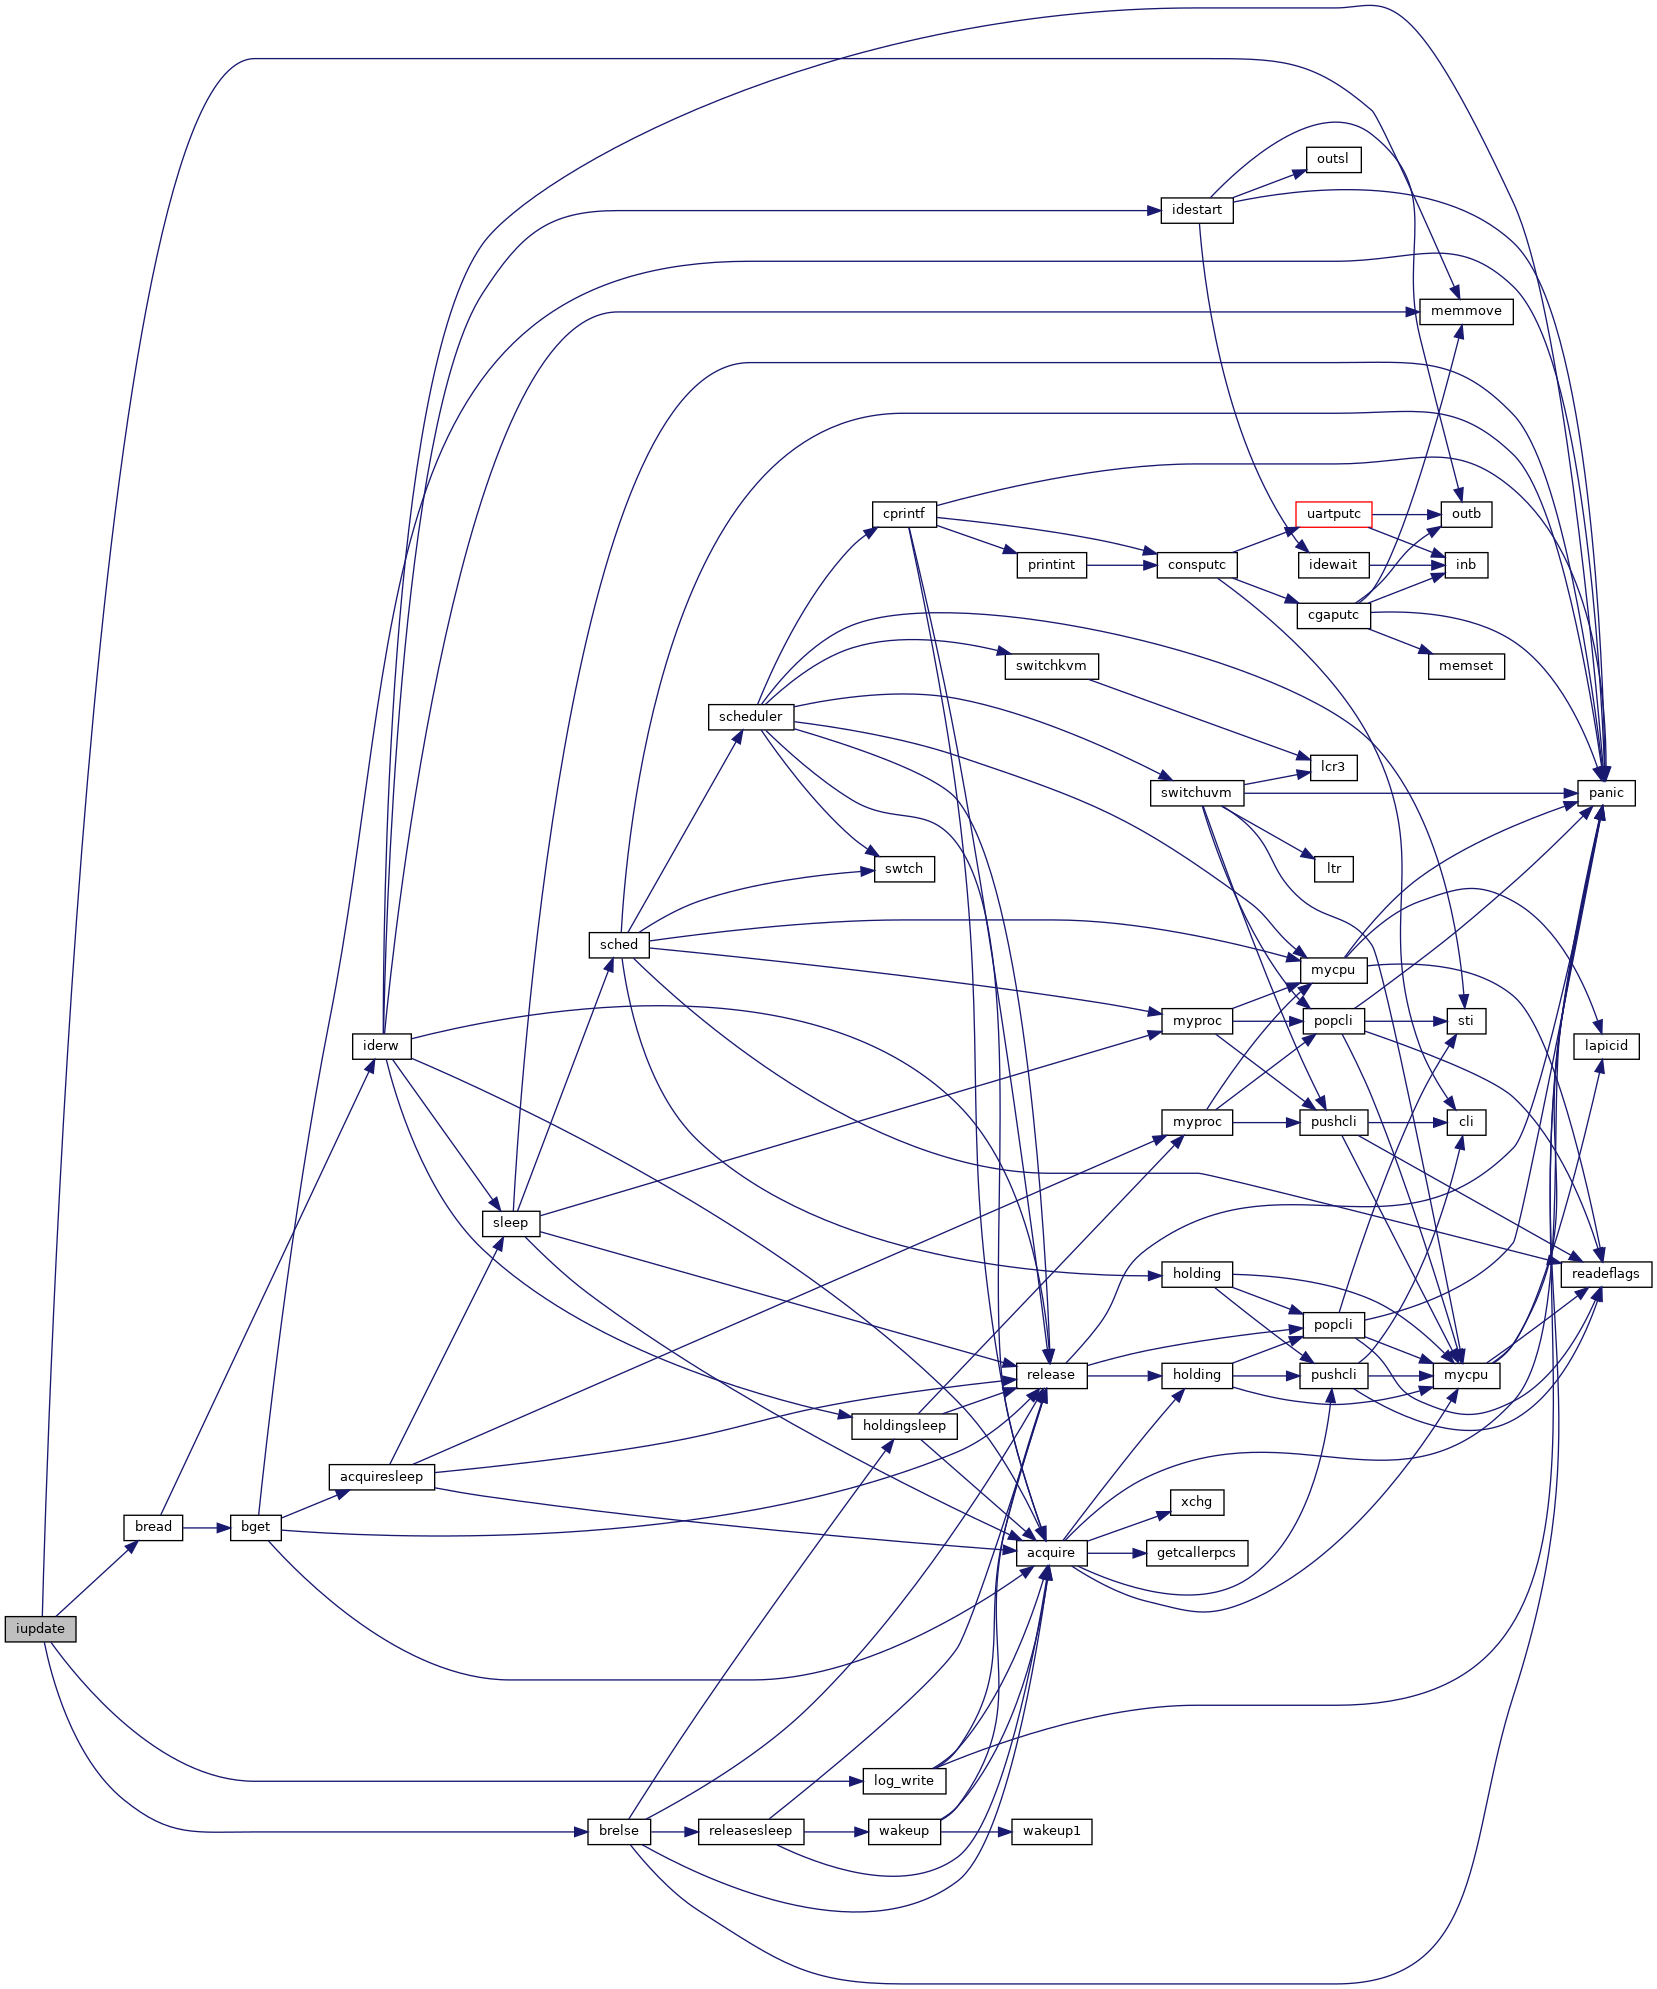 outsl
idestart
memmove
cprintf
uartputc
outb
printint
consputc
idewait
inb
cgaputc
memset
switchkvm
scheduler
lcr3
switchuvm
panic
swtch
ltr
sched
mycpu
myproc
popcli
sti
iderw
lapicid
myproc
pushcli
cli
sleep
holding
readeflags
popcli
release
holding
pushcli
mycpu
holdingsleep
acquiresleep
xchg
bread
bget
acquire
getcallerpcs
iupdate
log_write
brelse
releasesleep
wakeup
wakeup1